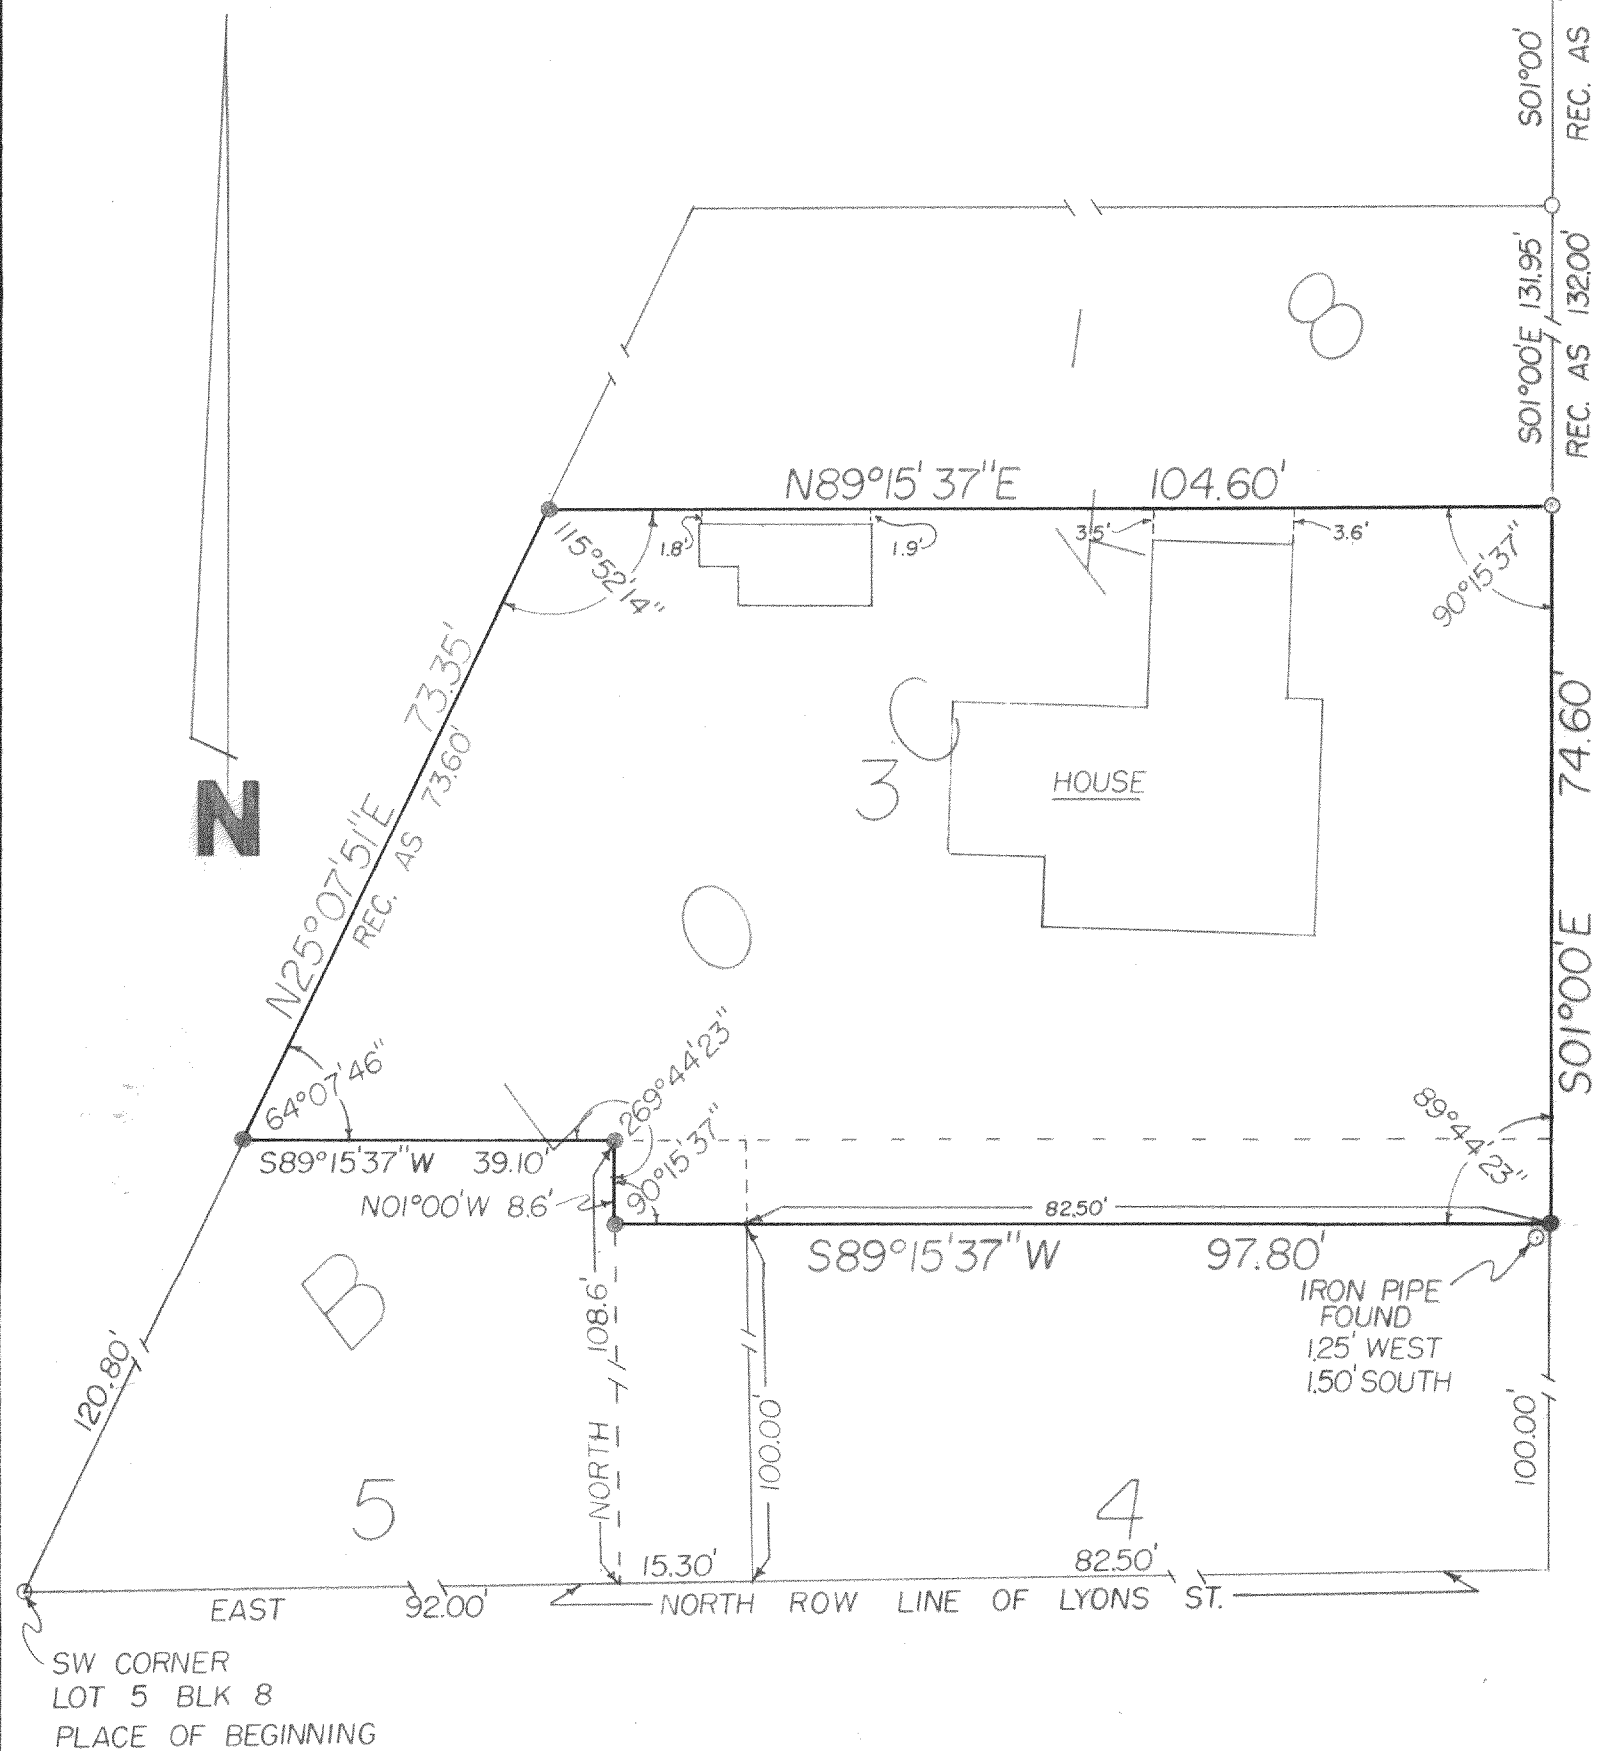 S01°00'
REC. AS
S01°00'E 131.95'
REC. AS 132.00'
8
1
N89°15'37"E 104.60'
115°52'14"
1.8'
1.9'
3.5'
3.6'
90°15'37"
N25°07'51"E 73.35'
REC. AS 73.60'
N
3
HOUSE
74.60'
S01°00'E
64°07'46"
269°44'23"
90°15'37"
89°44'23"
S89°15'37"W 39.10'
N01°00'W 8.6'
82.50'
S89°15'37"W 97.80'
IRON PIPE
FOUND
1.25' WEST
1.50' SOUTH
B
L
O
C
K
120.80'
NORTH 108.6'
100.00'
100.00'
5
4
15.30'
82.50'
EAST 92.00'
NORTH ROW LINE OF LYONS ST.
SW CORNER
LOT 5 BLK 8
PLACE OF BEGINNING